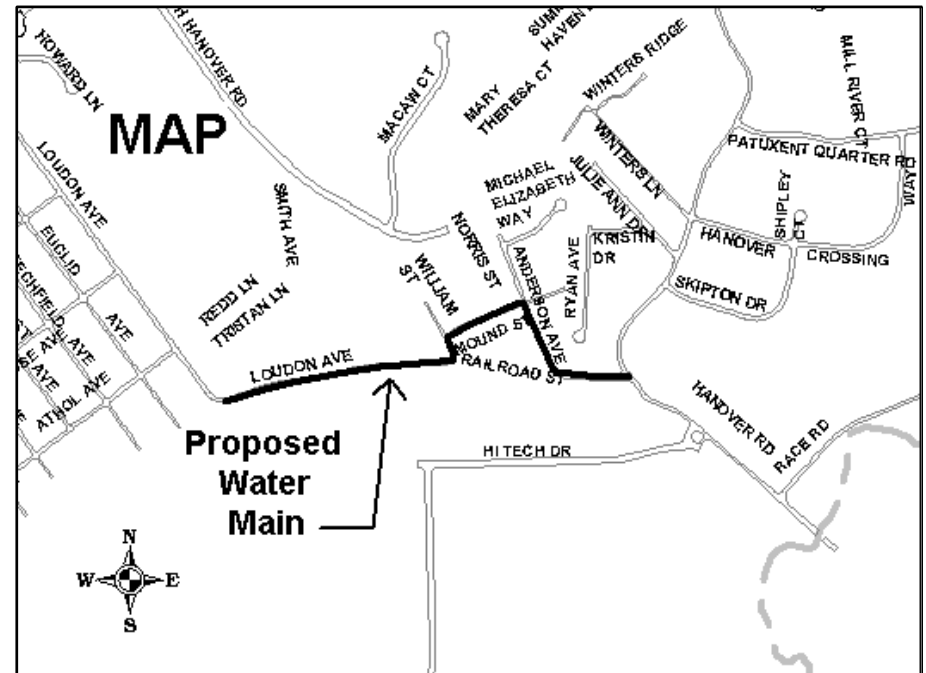 HOWARD LN
HANOVER RD
MACAW CT
MARY
THERESA CT
HAVEN
WINTERS RIDGE
MILL RIVER CT
MAP
LOUDON AVE
SMITH AVE
MICHAEL
ELIZABETH
WAY
JULIE ANN DR
WINTERS LN
PATUXENT QUARTER RD
WAY
SHIPLEY
CT
EUCLID
AVE
REDD LN
TRISTAN LN
WILLIAM
ST
NORRIS ST
ANDERSON AVE
RYAN AVE
KRISTIN
DR
HANOVER
CROSSING
SKIPTON DR
AVE
AVE
ATHOL AVE
LOUDON AVE
MOUND ST
RAILROAD ST
Proposed
Water
Main
HI TECH DR
HANOVER RD
RACE RD
N
W E
S